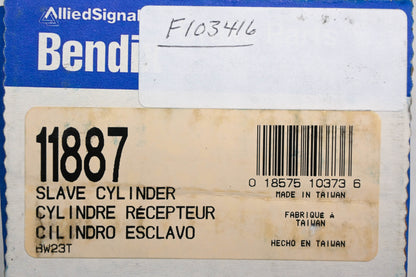 AlliedSignal
F103416
Bendi
11887
0 18575 10373 6
SLAVE CYLINDER
MADE IN TAIWAN
CYLINDRE RÉCEPTEUR
FABRIQUÉ À
TAIWAN
CILINDRO ESCLAVO
HECHO EN TAIWAN
BW23T